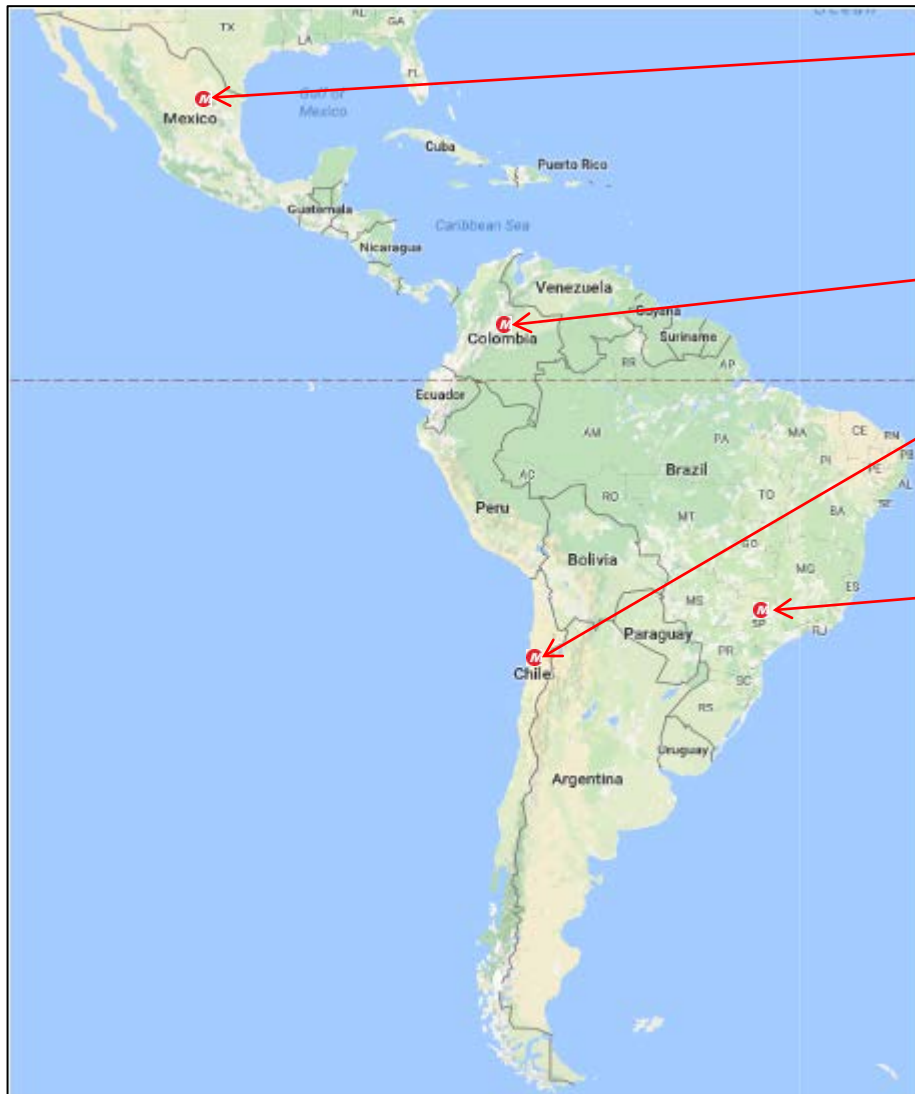 Ocean
AL
GA
TX
LA
FL
Gulf of
Mexico
M
Mexico
Cuba
Puerto Rico
Guatemala
Caribbean Sea
Nicaragua
Venezuela
Guyana
M
Colombia
Suriname
RR
AP
Ecuador
AM
PA
MA
CE
RN
PB
PI
PE
AL
Brazil
AC
RO
TO
SE
BA
Peru
MT
GO
Bolivia
MG
ES
MS
M
SP
RJ
Paraguay
PR
M
Chile
SC
RS
Uruguay
Argentina